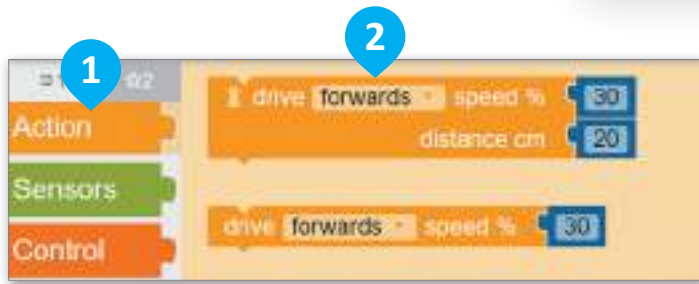 1
2
Action
Sensors
Control
drive forwards speed % 30
distance cm 20
drive forwards speed % 30